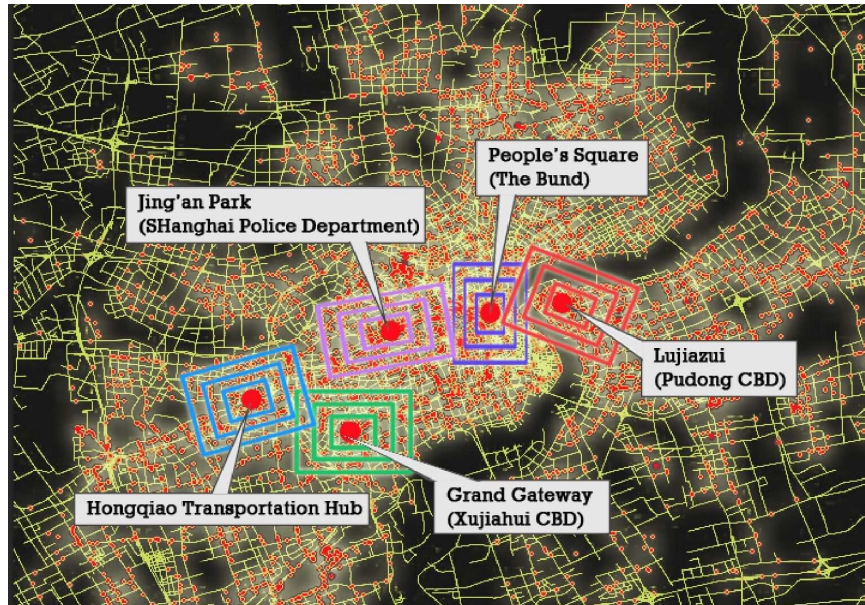 People's Square
(The Bund)
Jing'an Park
(SHanghai Police Department)
Lujiazui
(Pudong CBD)
Hongqiao Transportation Hub
Grand Gateway
(Xujiahui CBD)